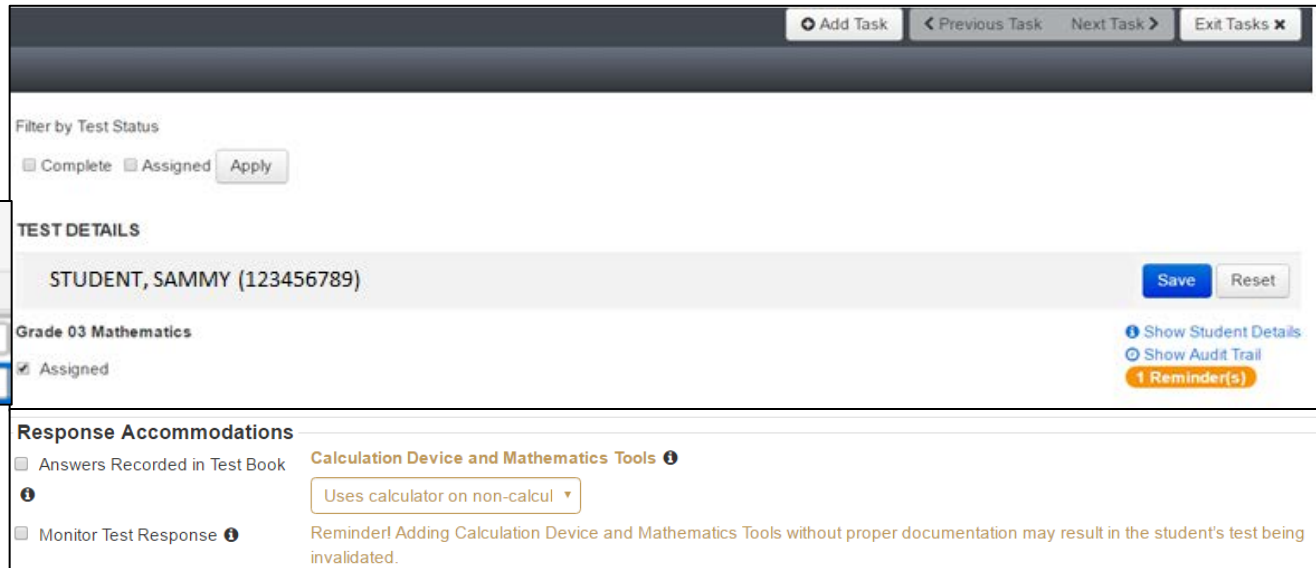 Add Task Previous Task Next Task Exit Tasks x
Filter by Test Status
Complete Assigned Apply
TEST DETAILS
STUDENT, SAMMY (123456789) Save Reset
Grade 03 Mathematics Show Student Details
Assigned Show Audit Trail
1 Reminder(s)
Response Accommodations
Answers Recorded in Test Book Calculation Device and Mathematics Tools
Uses calculator on non-calcul
Monitor Test Response Reminder! Adding Calculation Device and Mathematics Tools without proper documentation may result in the student's test being
invalidated.